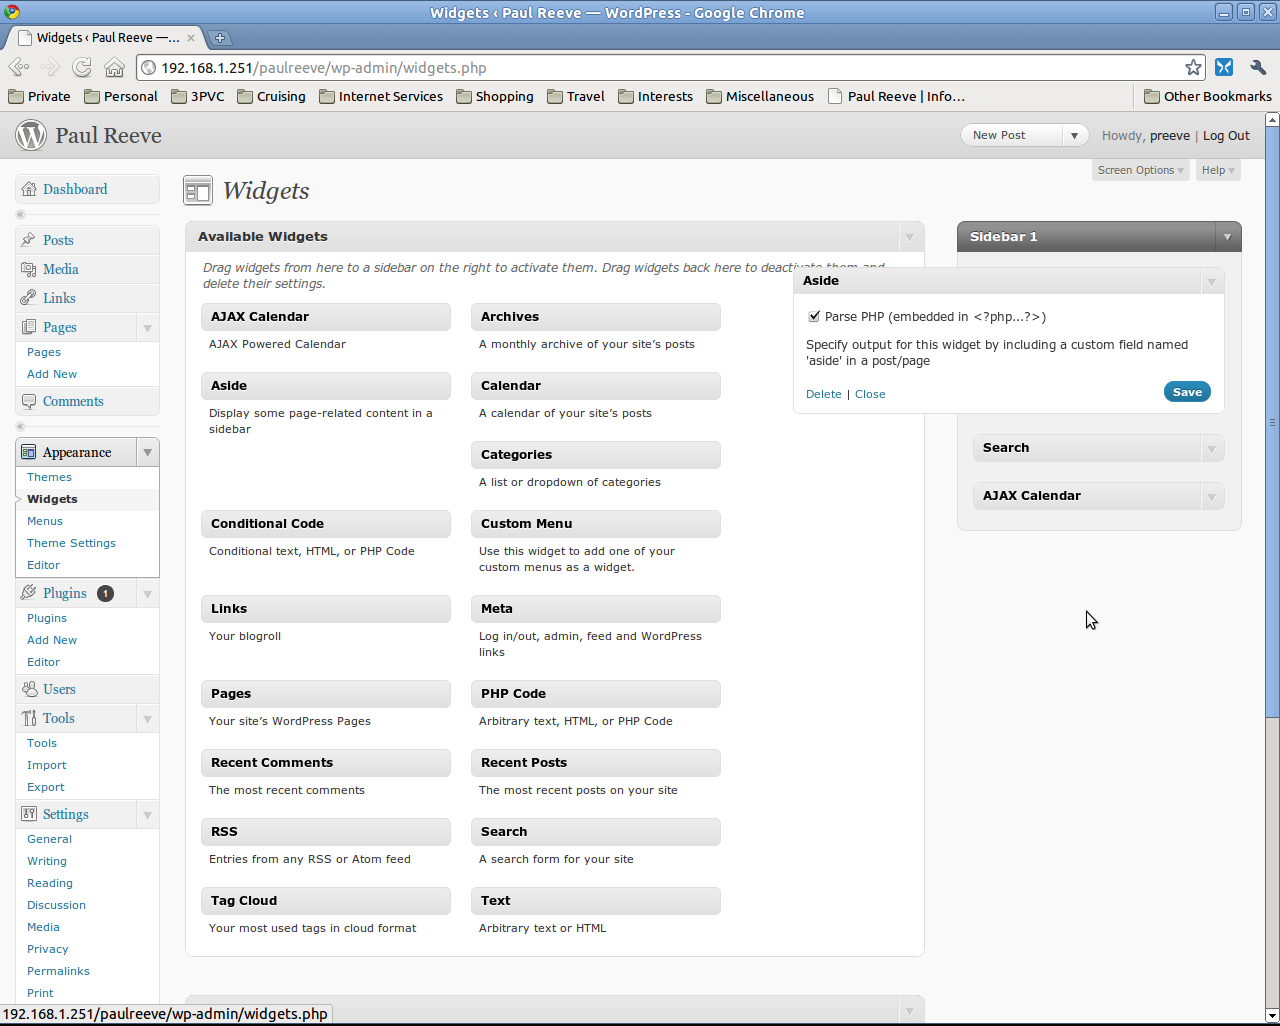 Widgets ‹ Paul Reeve — WordPress - Google Chrome
Widgets ‹ Paul Reeve —...
192.168.1.251/paulreeve/wp-admin/widgets.php
Private Personal 3PVC Cruising Internet Services Shopping Travel Interests Miscellaneous Paul Reeve | Info... Other Bookmarks
Paul Reeve
New Post
Howdy, preeve | Log Out
Screen Options Help
Dashboard
Posts
Media
Links
Pages
Pages
Add New
Comments
Appearance
Themes
Widgets
Menus
Theme Settings
Editor
Plugins 1
Plugins
Add New
Editor
Users
Tools
Tools
Import
Export
Settings
General
Writing
Reading
Discussion
Media
Privacy
Permalinks
Print
Widgets
Available Widgets
Drag widgets from here to a sidebar on the right to activate them. Drag widgets back here to deactivate them and
delete their settings.
AJAX Calendar
AJAX Powered Calendar
Archives
A monthly archive of your site's posts
Aside
Display some page-related content in a
sidebar
Calendar
A calendar of your site's posts
Categories
A list or dropdown of categories
Conditional Code
Conditional text, HTML, or PHP Code
Custom Menu
Use this widget to add one of your
custom menus as a widget.
Links
Your blogroll
Meta
Log in/out, admin, feed and WordPress
links
Pages
Your site's WordPress Pages
PHP Code
Arbitrary text, HTML, or PHP Code
Recent Comments
The most recent comments
Recent Posts
The most recent posts on your site
RSS
Entries from any RSS or Atom feed
Search
A search form for your site
Tag Cloud
Your most used tags in cloud format
Text
Arbitrary text or HTML
Sidebar 1
Aside
Parse PHP (embedded in <?php...?>)
Specify output for this widget by including a custom field named
'aside' in a post/page
Delete | Close
Save
Search
AJAX Calendar
192.168.1.251/paulreeve/wp-admin/widgets.php